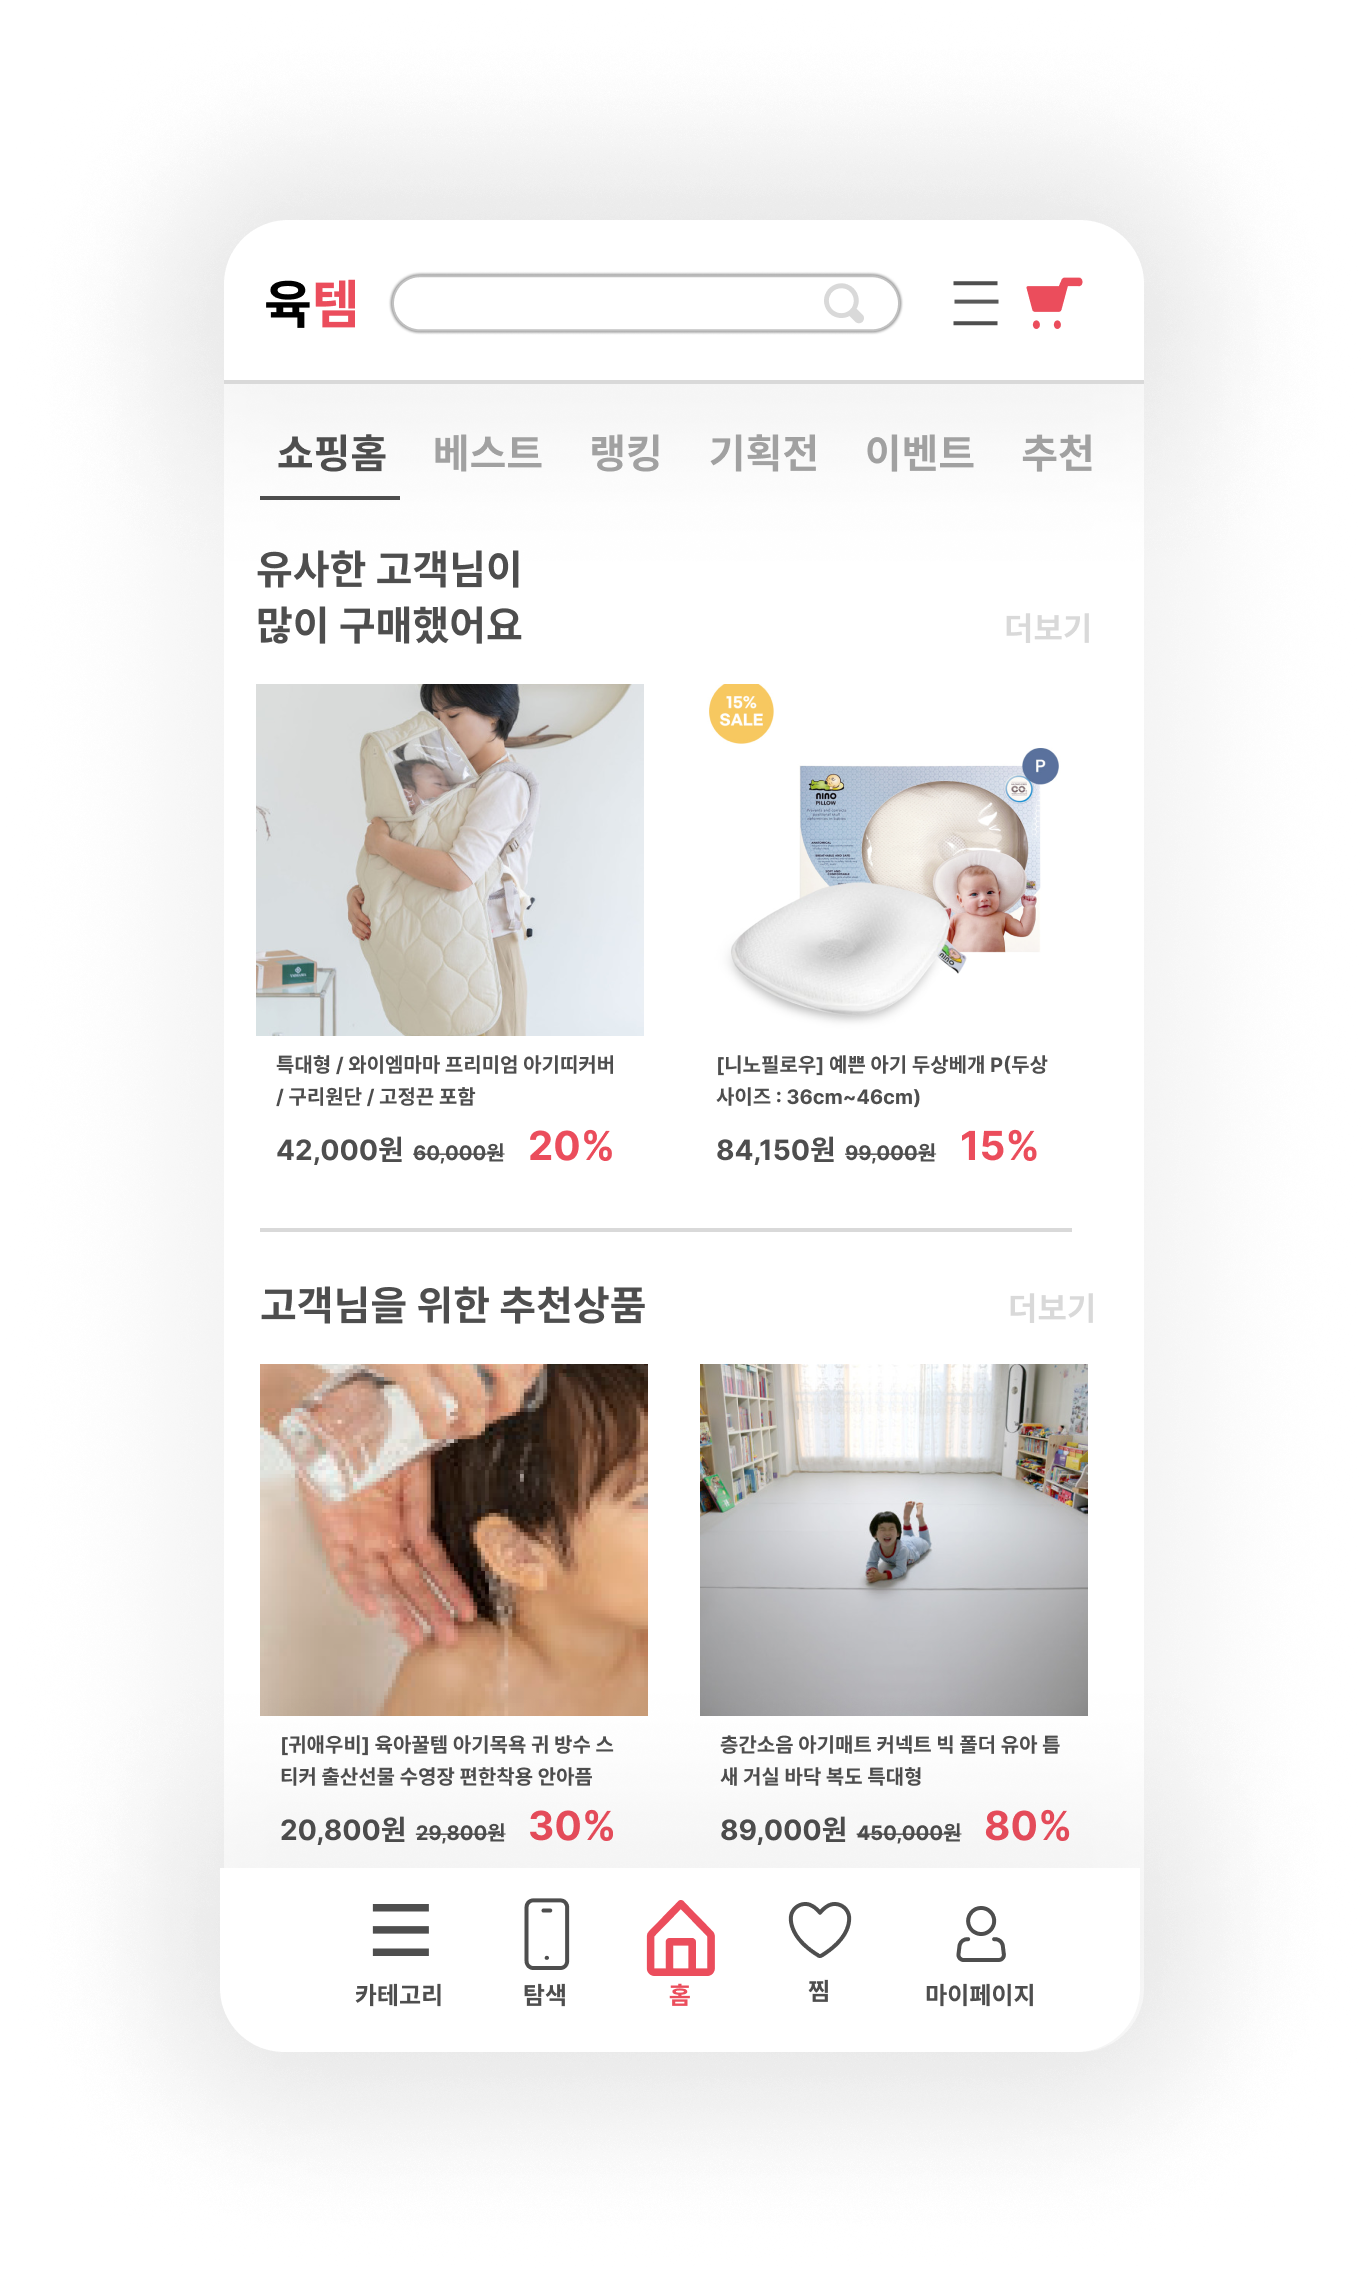 육템
쇼핑홈 베스트 랭킹 기획전 이벤트 추천
유사한 고객님이
많이 구매했어요
더보기
15%
SALE
P
nino
PILLOW
CO.
nino
특대형 / 와이엠마마 프리미엄 아기띠커버
/ 구리원단 / 고정끈 포함
42,000원 60,000원 20%
[니노필로우] 예쁜 아기 두상베개 P(두상
사이즈 : 36cm~46cm)
84,150원 99,000원 15%
고객님을 위한 추천상품
더보기
[귀애우비] 육아꿀템 아기목욕 귀 방수 스
티커 출산선물 수영장 편한착용 안아픔
20,800원 29,800원 30%
층간소음 아기매트 커넥트 빅 폴더 유아 틈
새 거실 바닥 복도 특대형
89,000원 450,000원 80%
카테고리 탐색 홈 찜 마이페이지